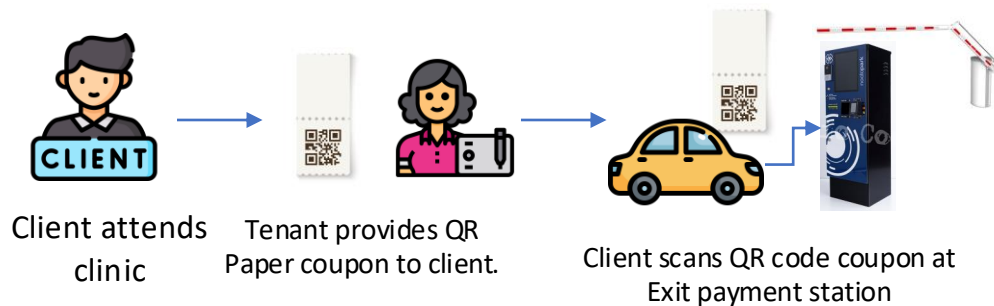 CLIENT
Client attends
clinic
Tenant provides QR
Paper coupon to client.
Client scans QR code coupon at
Exit payment station